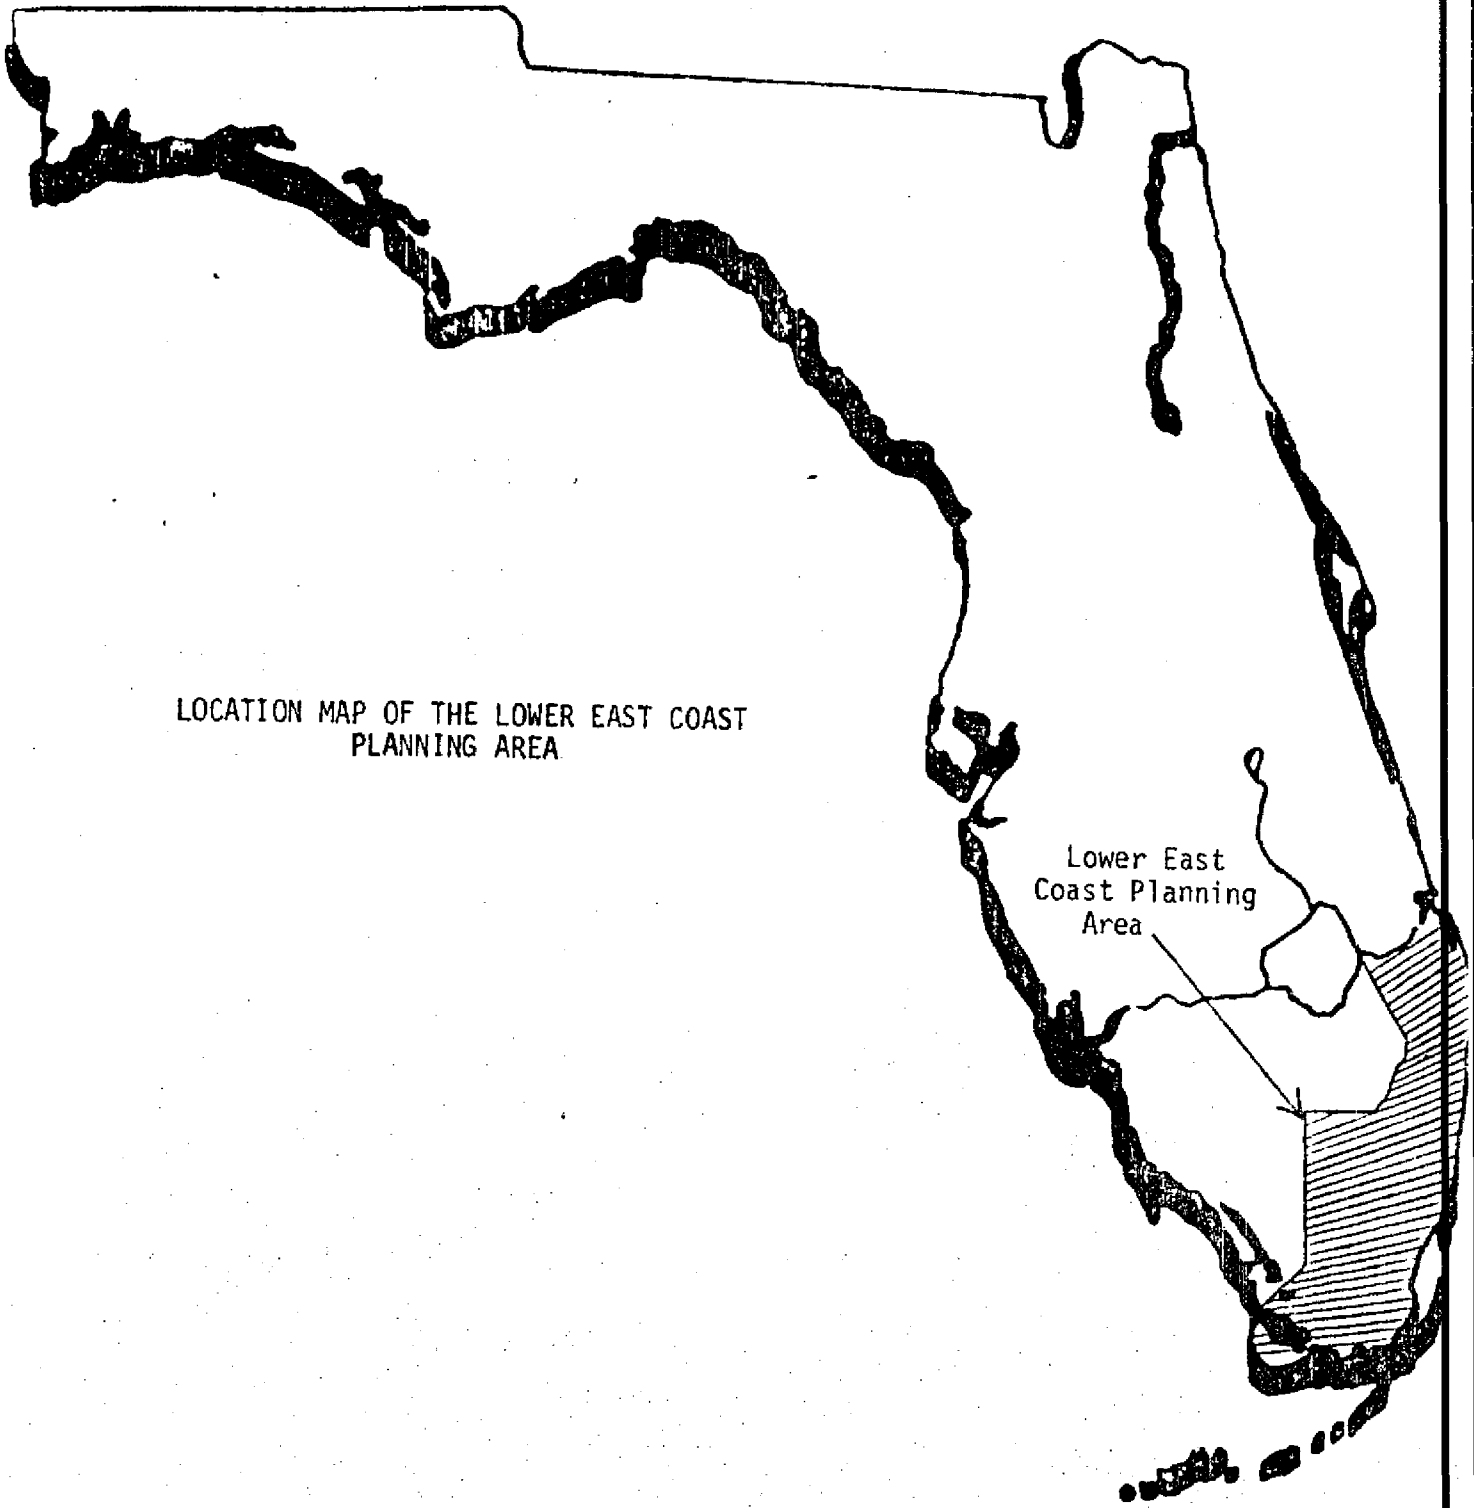 LOCATION MAP OF THE LOWER EAST COAST
PLANNING AREA
Lower East
Coast Planning
Area